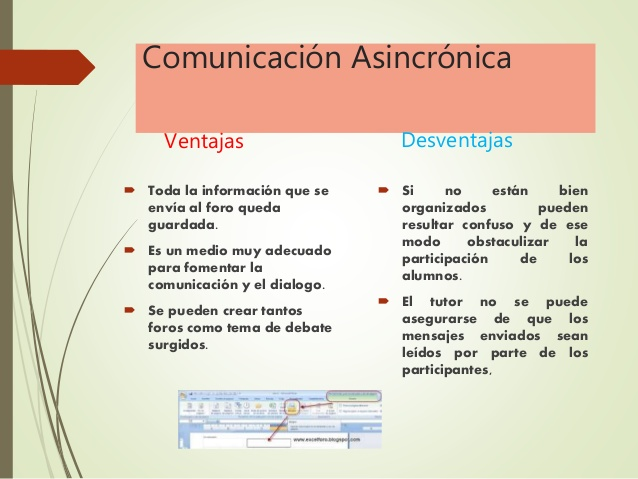 Comunicación Asincrónica
Ventajas
Toda la información que se
envía al foro queda
guardada.
Es un medio muy adecuado
para fomentar la
comunicación y el dialogo.
Se pueden crear tantos
foros como tema de debate
surgidos.
Desventajas
Si no están bien
organizados pueden
resultar confuso y de ese
modo obstaculizar la
participación de los
alumnos.
El tutor no se puede
asegurarse de que los
mensajes enviados sean
leídos por parte de los
participantes,
www.excelforo.blogspot.com